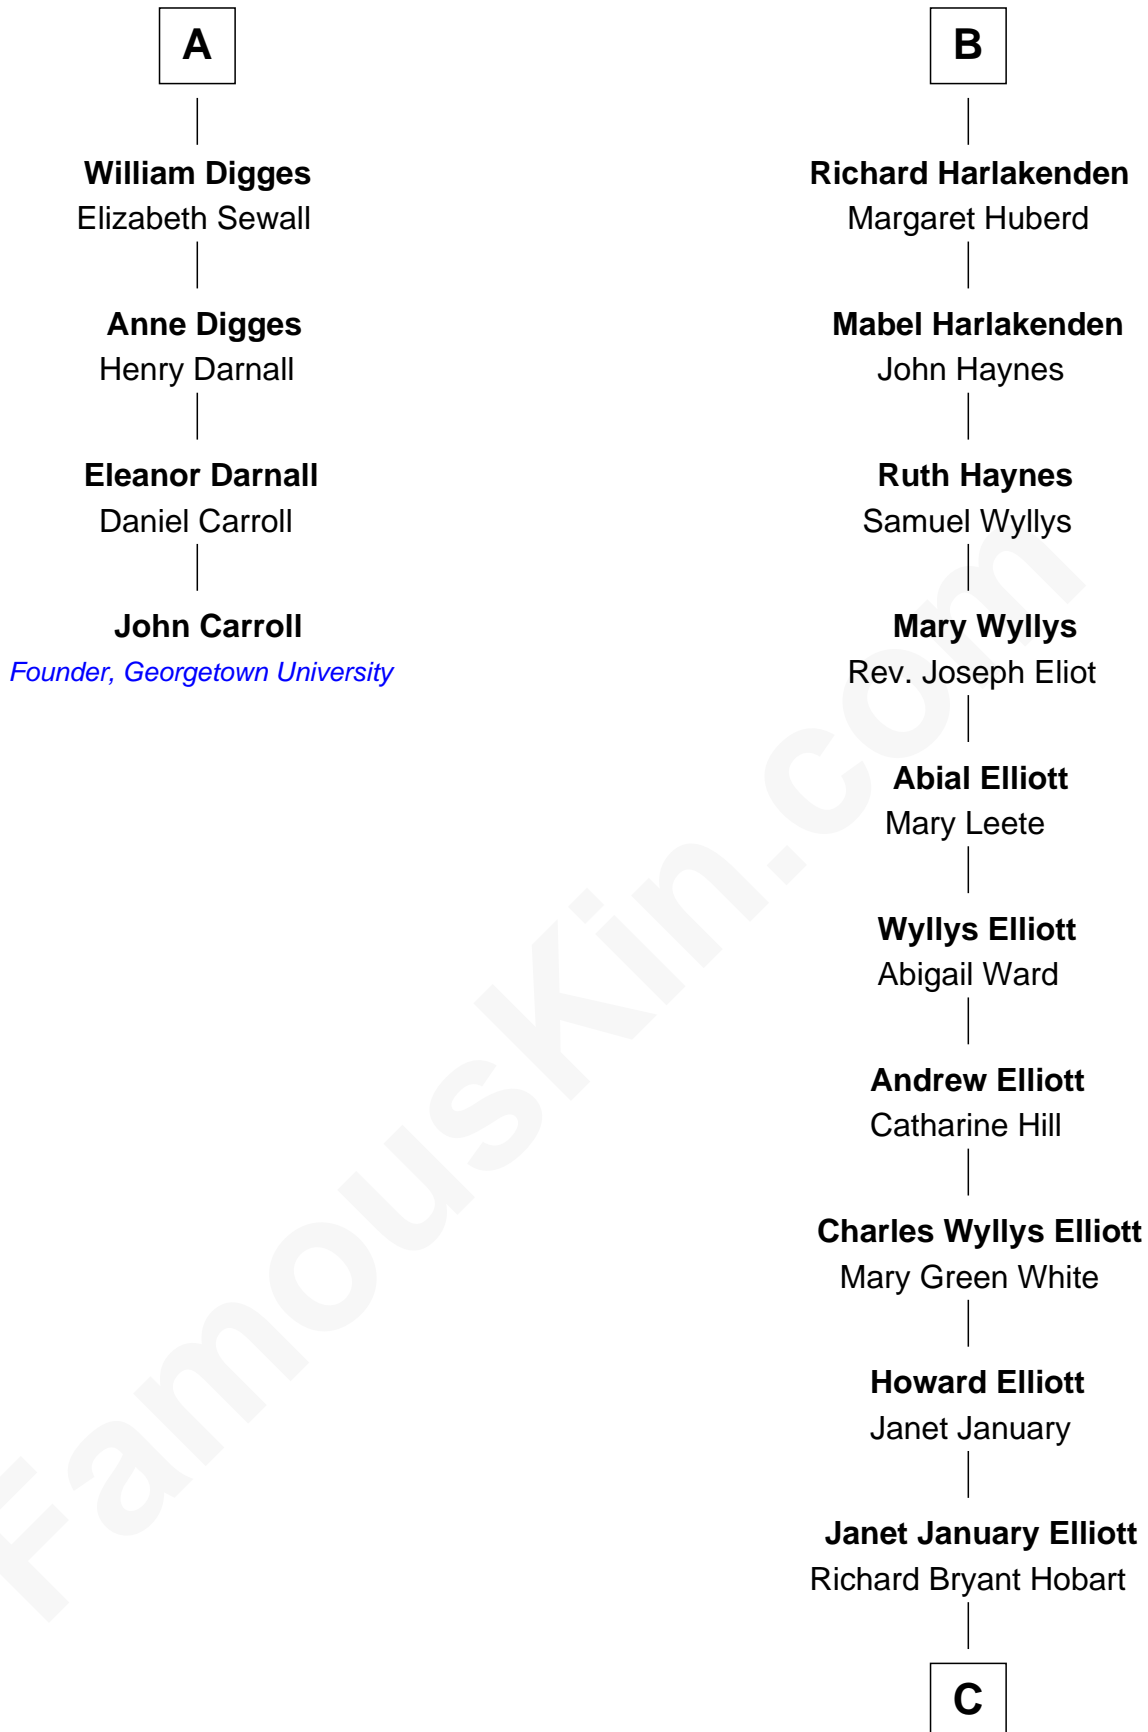 A
William Digges
Elizabeth Sewall
Anne Digges
Henry Darnall
Eleanor Darnall
Daniel Carroll
John Carroll
Founder, Georgetown University
B
Richard Harlakenden
Margaret Huberd
Mabel Harlakenden
John Haynes
Ruth Haynes
Samuel Wyllys
Mary Wyllys
Rev. Joseph Eliot
Abial Elliott
Mary Leete
Wyllys Elliott
Abigail Ward
Andrew Elliott
Catharine Hill
Charles Wyllys Elliott
Mary Green White
Howard Elliott
Janet January
Janet January Elliott
Richard Bryant Hobart
C
FamousKin.com